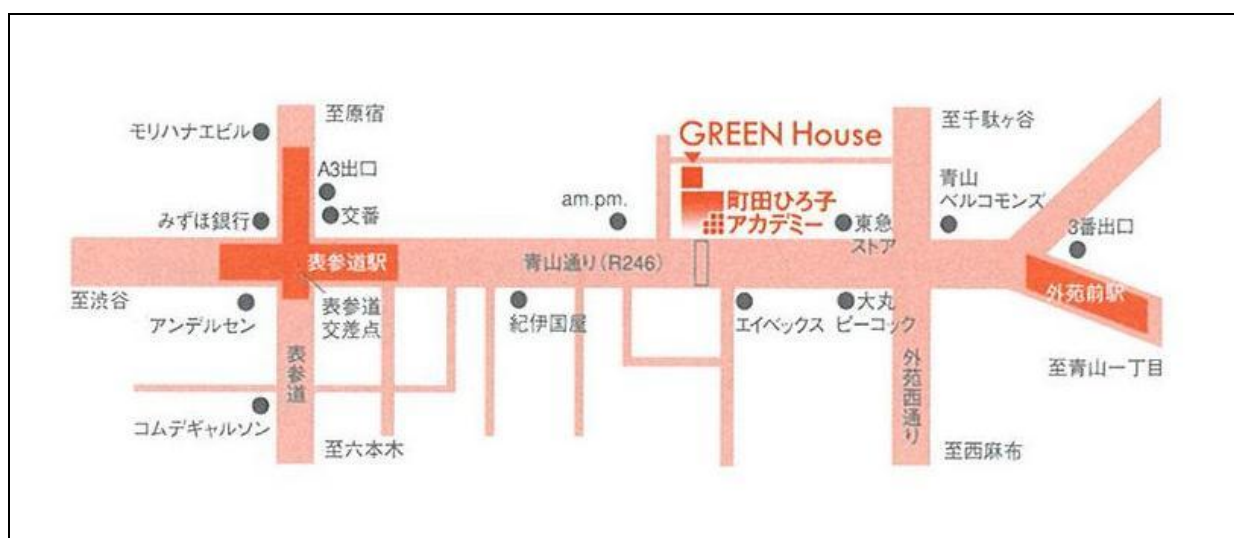 至原宿
モリハナエビル
A3出口
みずほ銀行
交番
am.pm.
GREEN House
町田ひろ子
アカデミー
東急
ストア
至千駄ヶ谷
青山
ベルコモンズ
3番出口
表参道駅
青山通り(R246)
外苑前駅
至渋谷
アンデルセン
表参道
交差点
紀伊国屋
エイベックス
大丸
ピーコック
至青山一丁目
表参道
外苑西通り
コムデギャルソン
至六本木
至西麻布